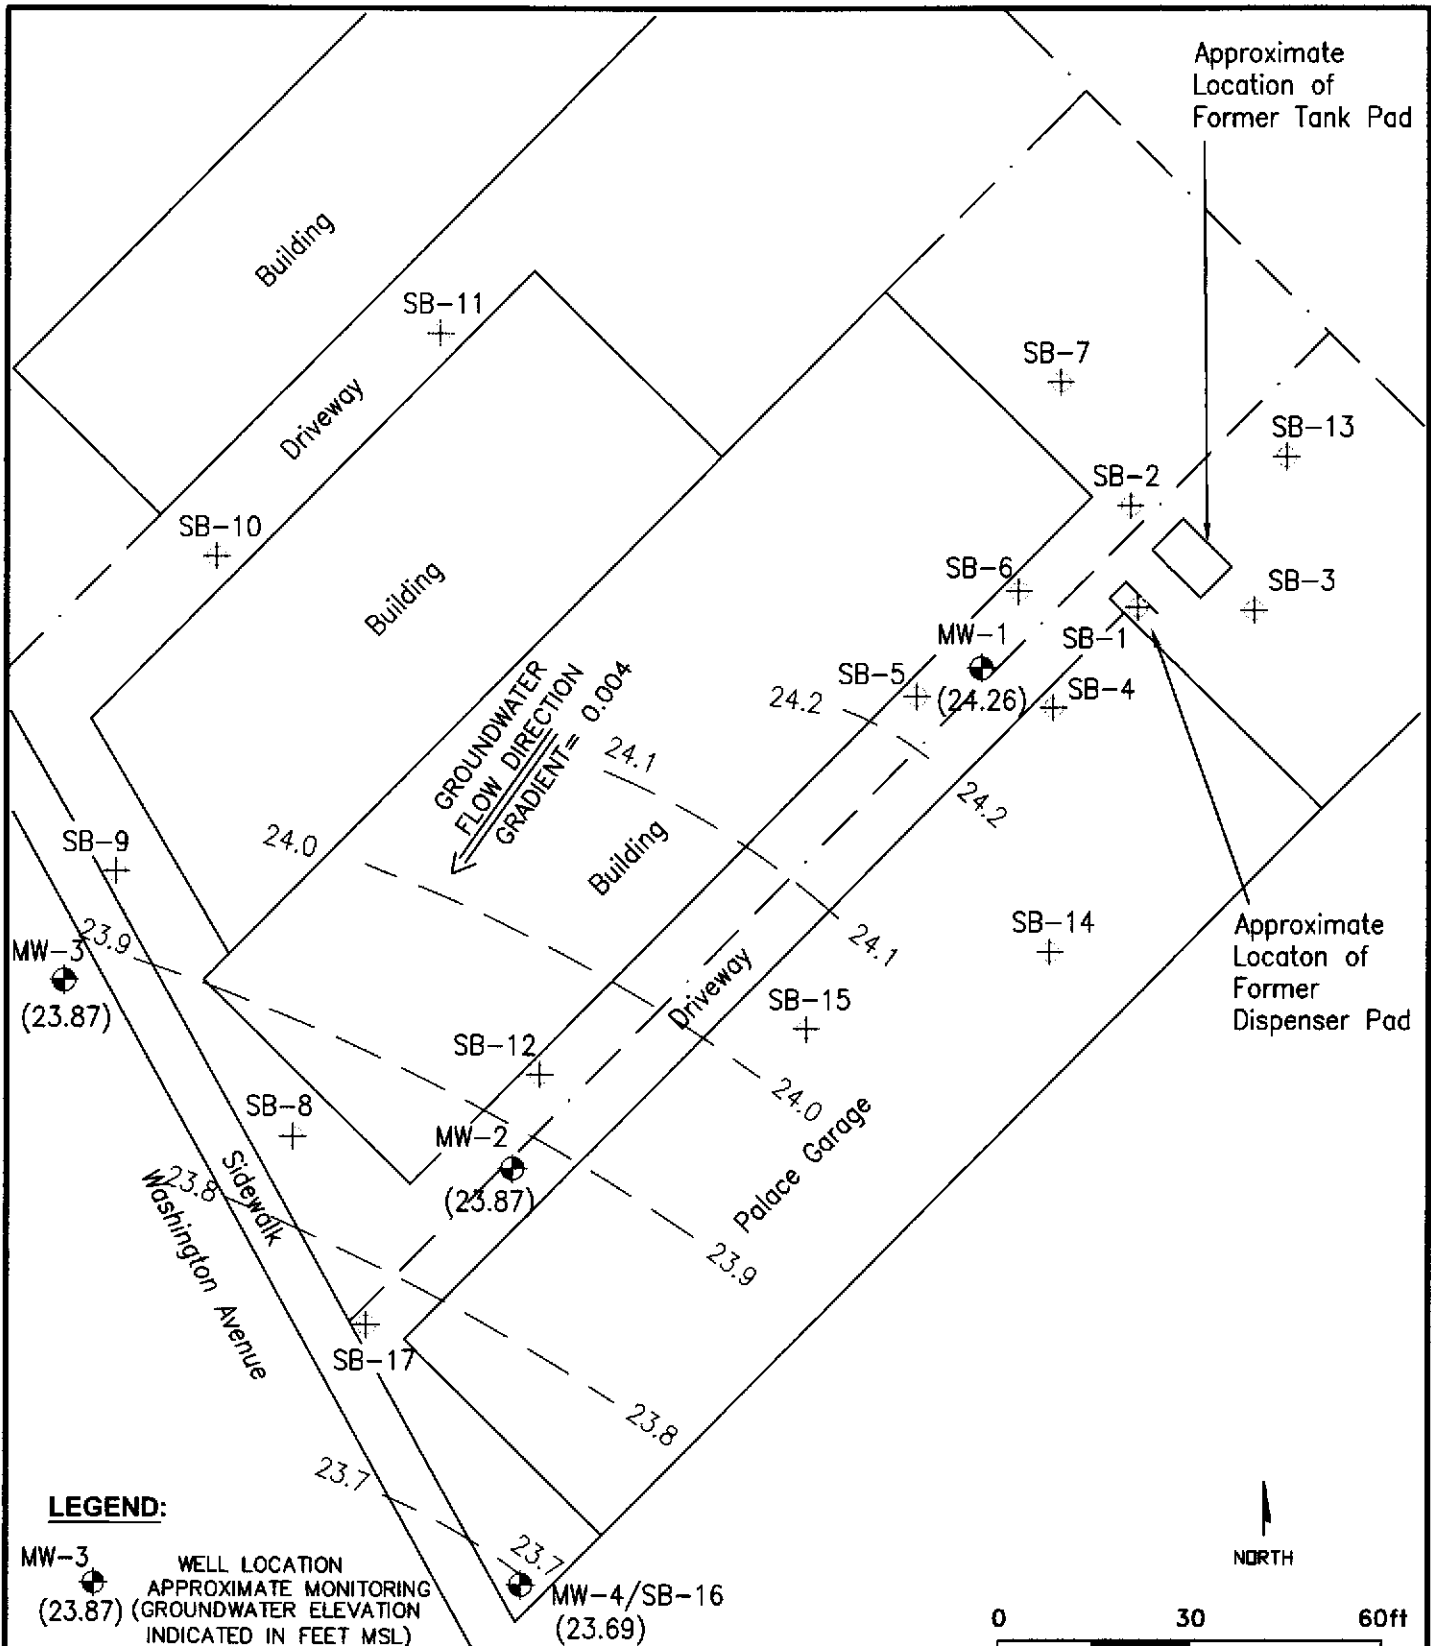 Approximate
Location of
Former Tank Pad
Building
SB-11
SB-7
Driveway
SB-13
SB-2
SB-10
Building
SB-6
SB-3
MW-1
SB-1
SB-5
(24.26)
SB-4
24.2
GROUNDWATER
FLOW DIRECTION
GRADIENT= 0.004
24.1
24.2
24.0
SB-9
Building
23.9
MW-3
(23.87)
SB-14
24.1
Approximate
Locaton of
Former
Dispenser Pad
Driveway
SB-15
SB-12
24.0
SB-8
MW-2
(23.87)
Palace Garage
Sidewalk
23.8
Washington Avenue
23.9
SB-17
23.8
23.7
LEGEND:
23.7
MW-3
(23.87)
WELL LOCATION
APPROXIMATE MONITORING
(GROUNDWATER ELEVATION
INDICATED IN FEET MSL)
MW-4/SB-16
(23.69)
NORTH
0 30 60ft